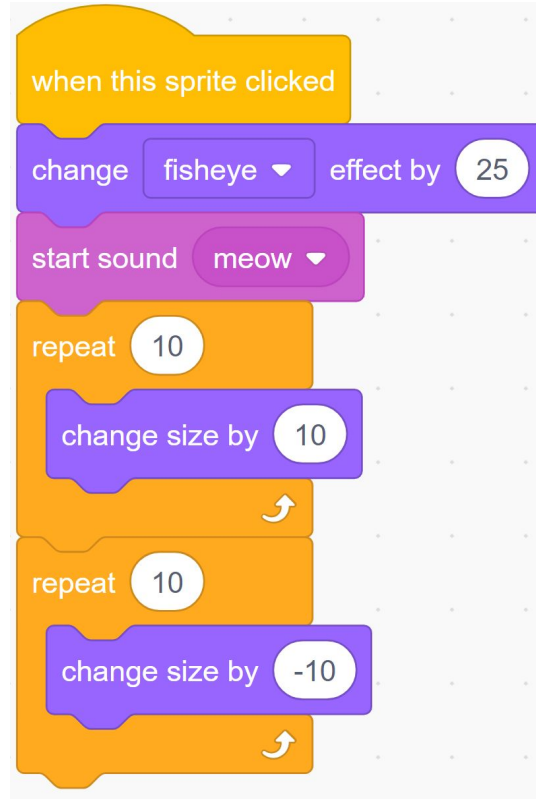 when this sprite clicked
change fisheye effect by 25
start sound meow
repeat 10
change size by 10
repeat 10
change size by -10